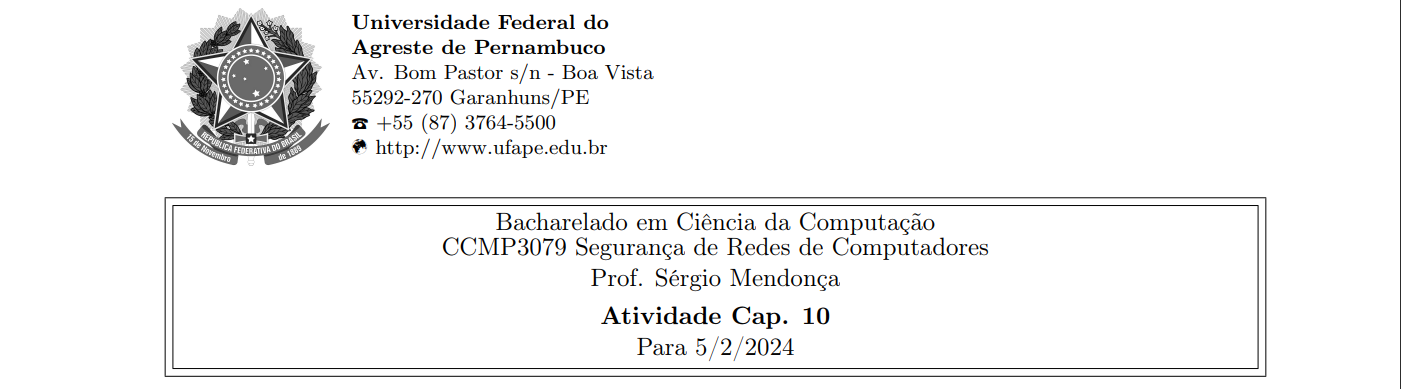 Universidade Federal do
Agreste de Pernambuco
Av. Bom Pastor s/n - Boa Vista
55292-270 Garanhuns/PE
☎ +55 (87) 3764-5500
http://www.ufape.edu.br
REPÚBLICA FEDERATIVA DO BRASIL
15 de Novembro
de 1889
Bacharelado em Ciência da Computação
CCMP3079 Segurança de Redes de Computadores
Prof. Sérgio Mendonça
Atividade Cap. 10
Para 5/2/2024